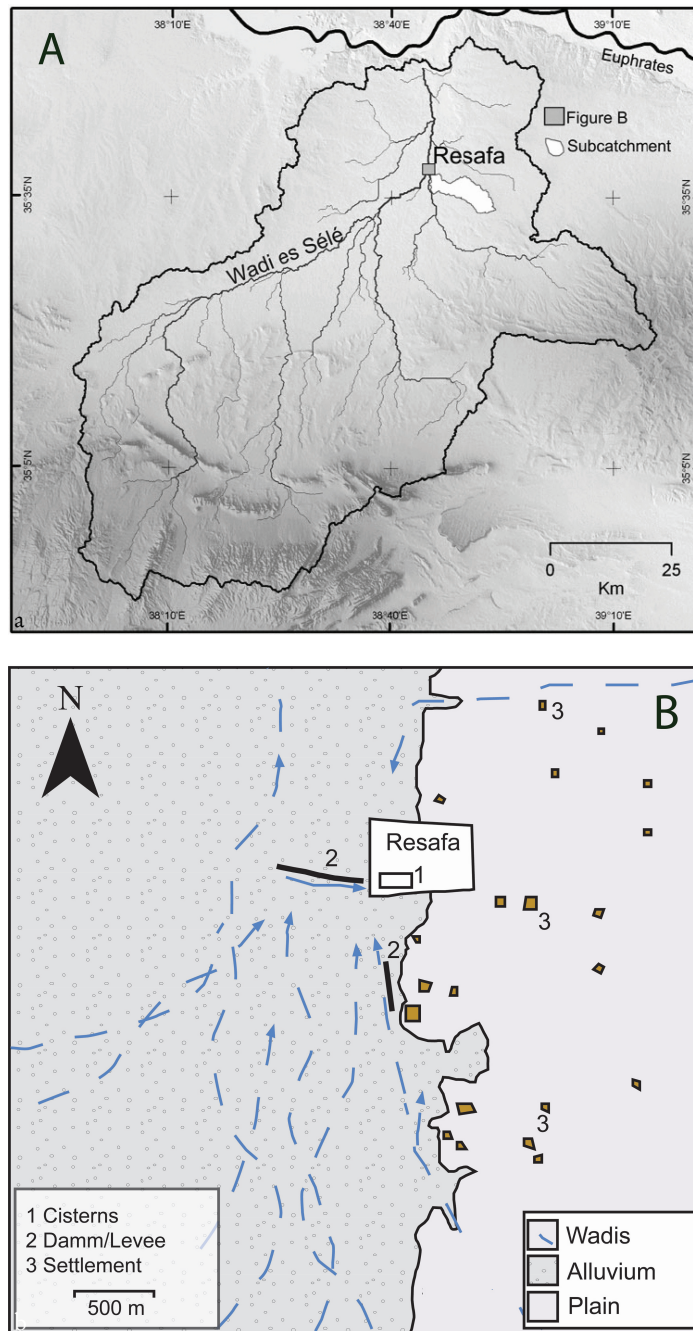 38°10'E
38°40'E
39°10'E
A
Euphrates
Figure B
Subcatchment
Resafa
35°35'N
35°35'N
Wadi es Sélé
35°5'N
35°5'N
0 25
Km
a
38°10'E
38°40'E
39°10'E
N
B
3
Resafa
2
1
3
2
3
1 Cisterns
2 Damm/Levee
3 Settlement
500 m
Wadis
Alluvium
Plain
b